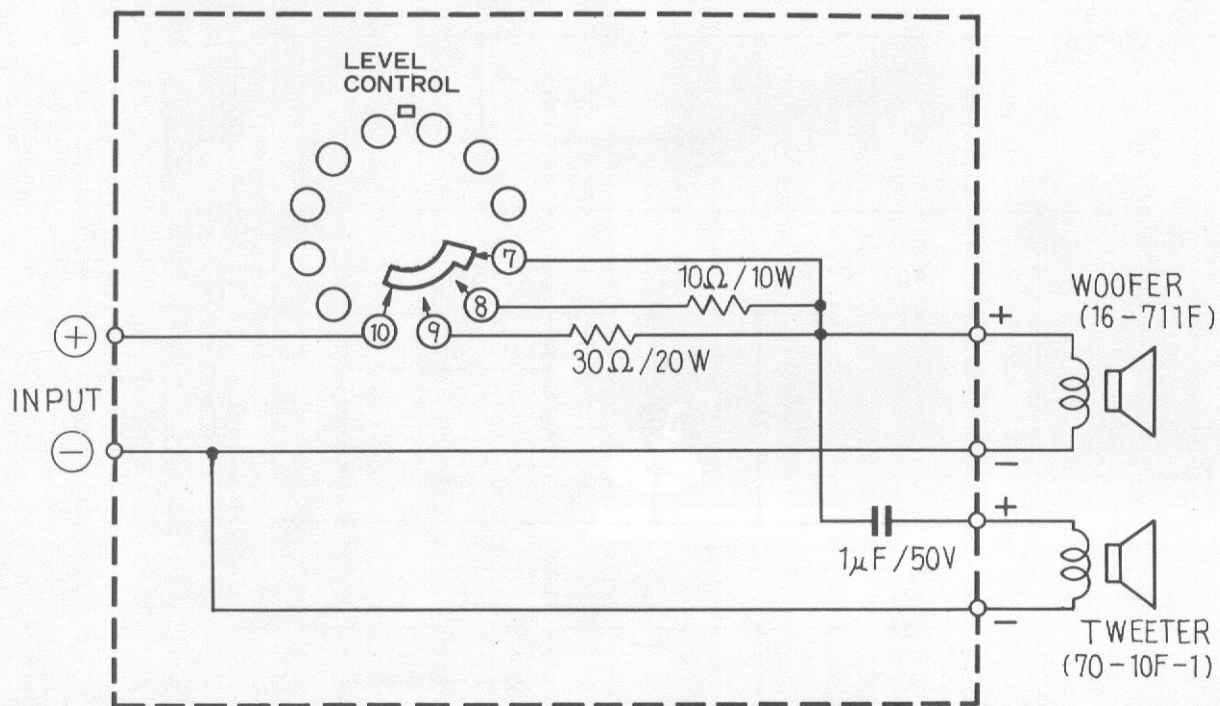 LEVEL
CONTROL
7
8
9
10
10Ω/10W
30Ω/20W
+
INPUT
−
+
WOOFER
(16-711F)
−
+
1μF/50V
−
TWEETER
(70-10F-1)